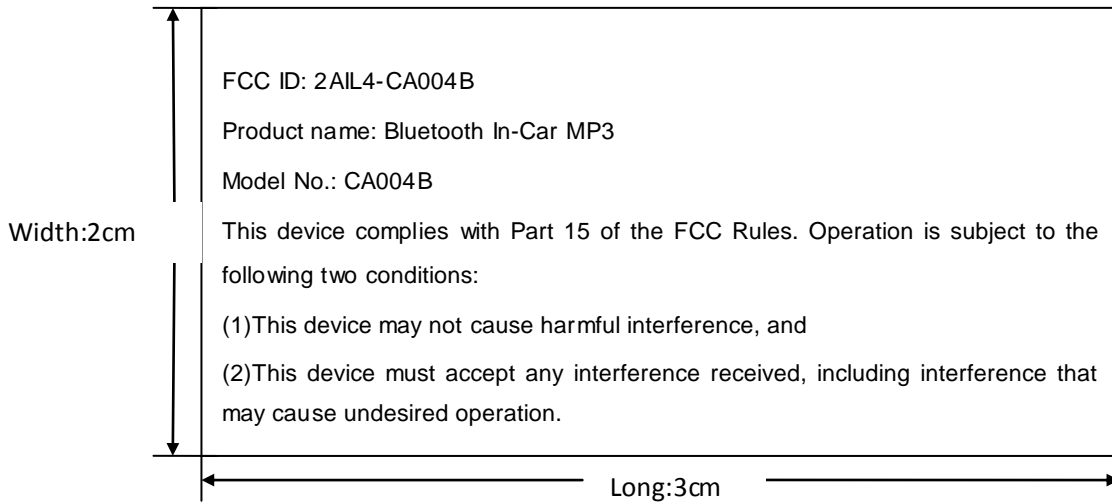 FCC ID: 2AIL4-CA004B
Product name: Bluetooth In-Car MP3
Model No.: CA004B
Width:2cm
This device complies with Part 15 of the FCC Rules. Operation is subject to the
following two conditions:
(1)This device may not cause harmful interference, and
(2)This device must accept any interference received, including interference that
may cause undesired operation.
Long:3cm